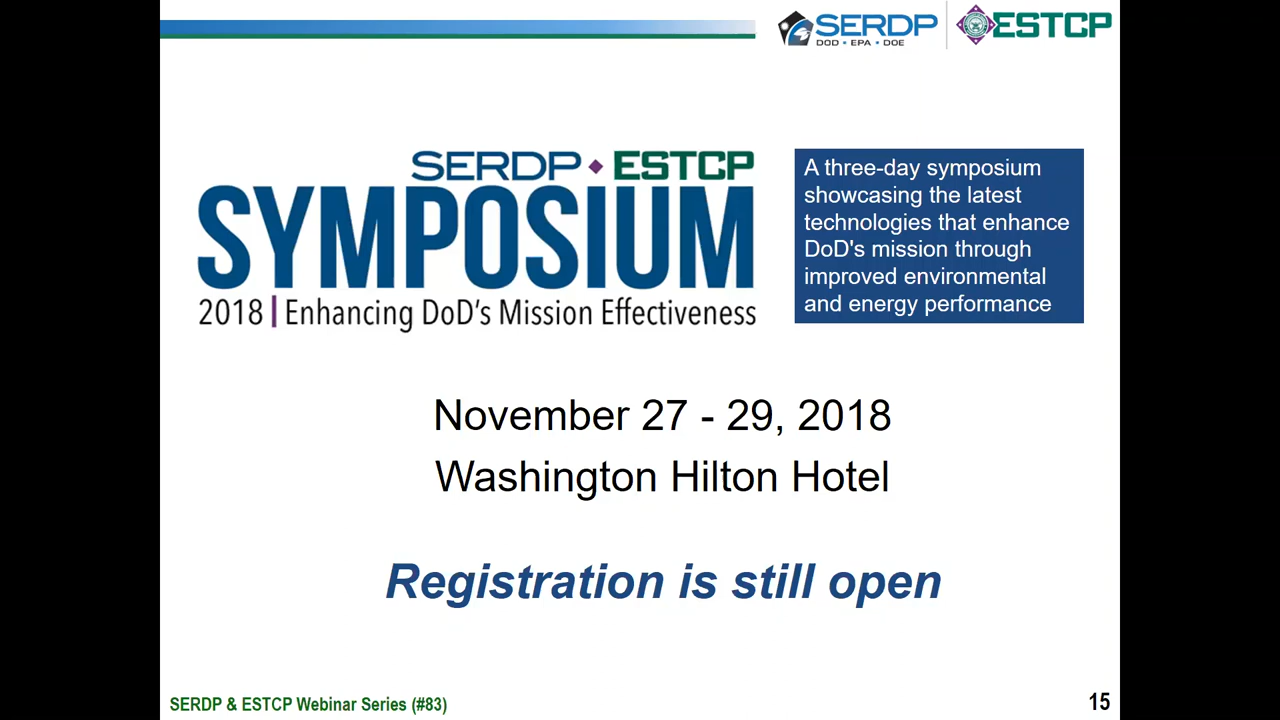 SERDP ESTCP
DOD • EPA • DOE
SERDP ◆ ESTCP
SYMPOSIUM
2018 | Enhancing DoD's Mission Effectiveness
A three-day symposium
showcasing the latest
technologies that enhance
DoD's mission through
improved environmental
and energy performance
November 27 - 29, 2018
Washington Hilton Hotel
Registration is still open
SERDP & ESTCP Webinar Series (#83)
15